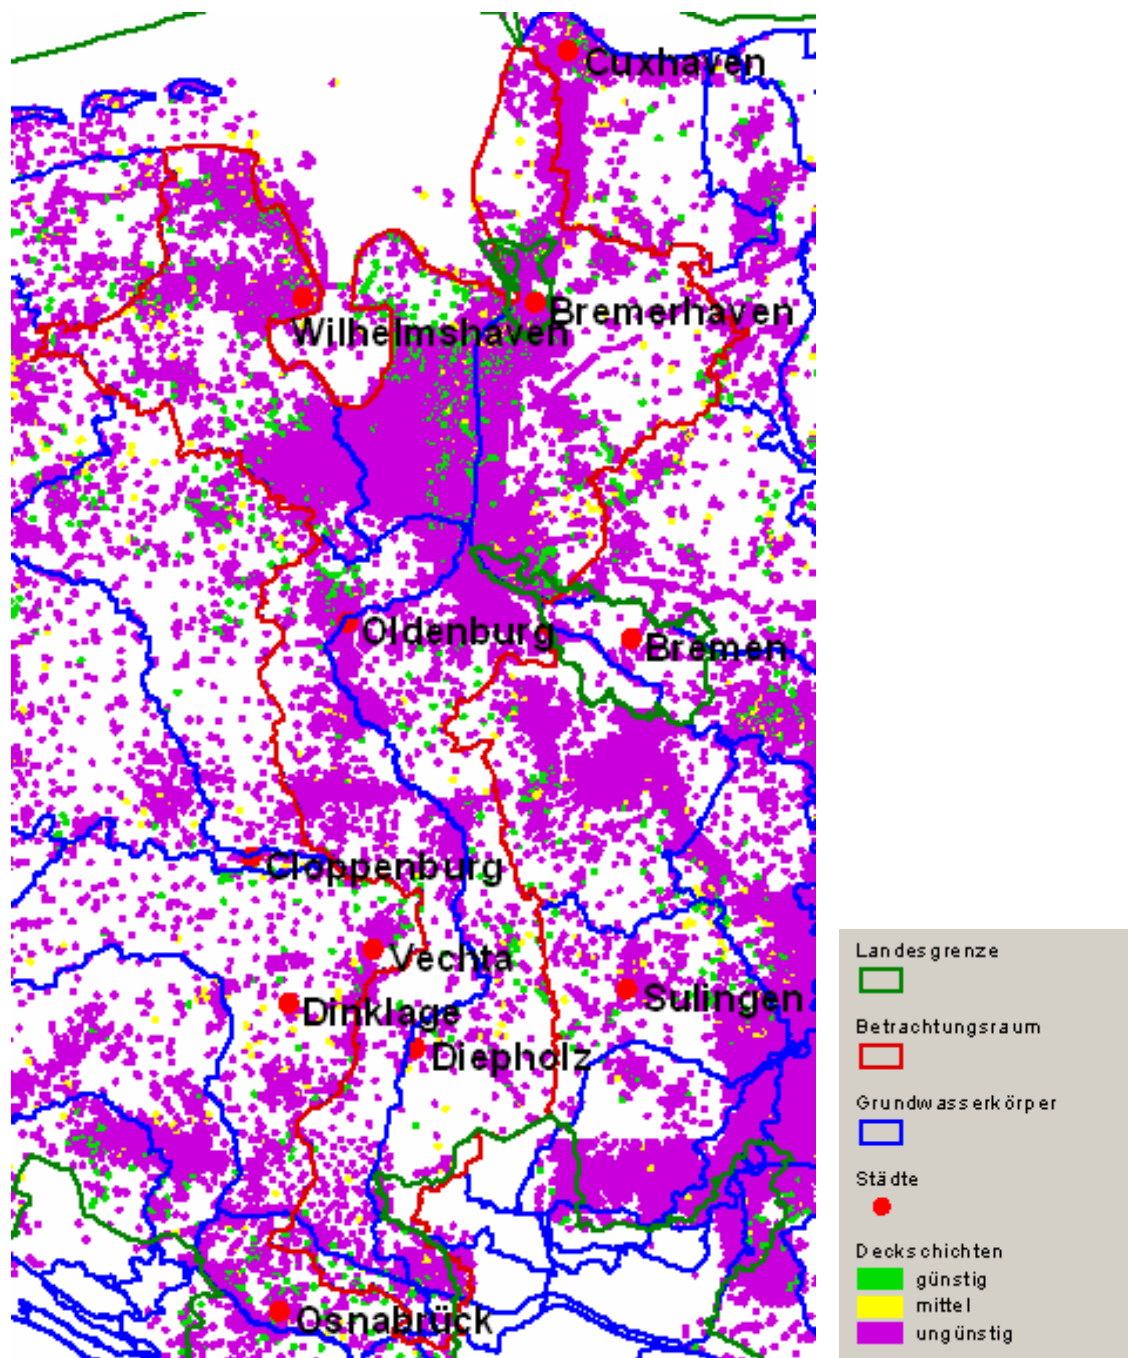 Cuxhaven
Bremerhaven
Wilhelmshaven
Oldenburg
Bremen
Cloppenburg
Vechta
Sulingen
Dinklage
Diepholz
Osnabrück
Landesgrenze
Betrachtungsraum
Grundwasserkörper
Städte
Deckschichten
günstig
mittel
ungünstig